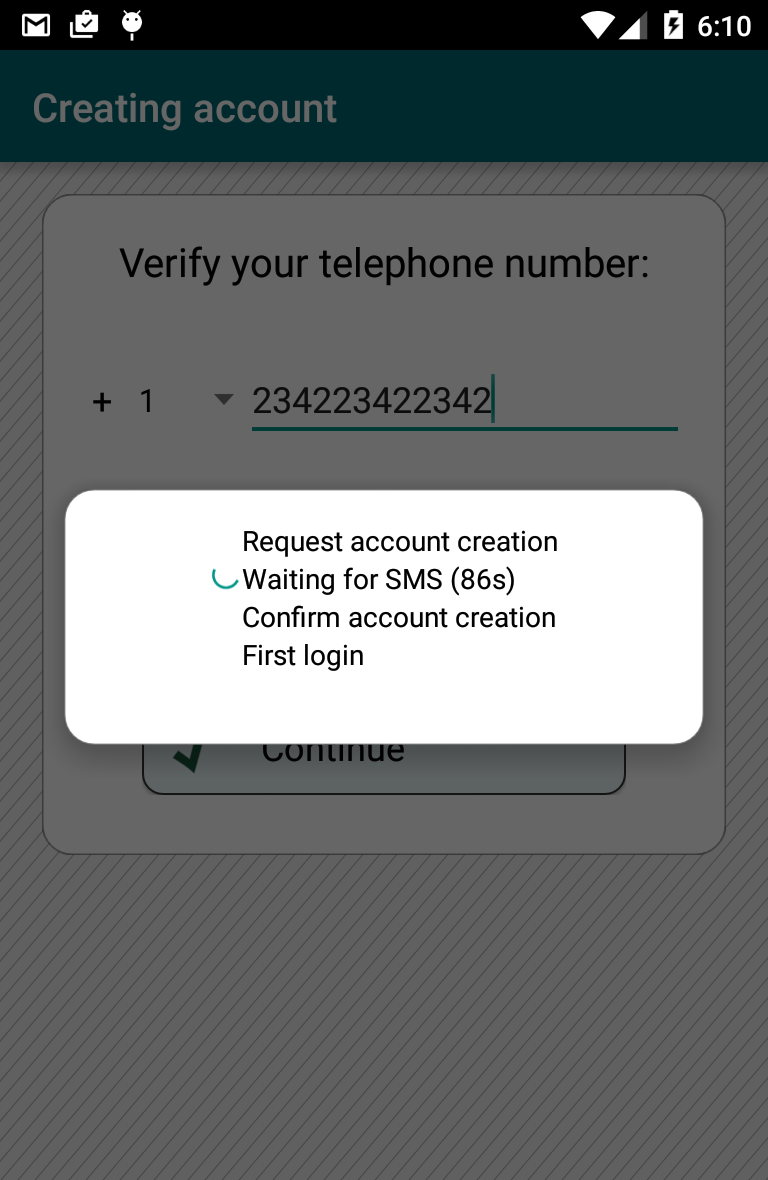 6:10
Creating account
Verify your telephone number:
+ 1 234223422342
Request account creation
Waiting for SMS (86s)
Confirm account creation
First login
Continue